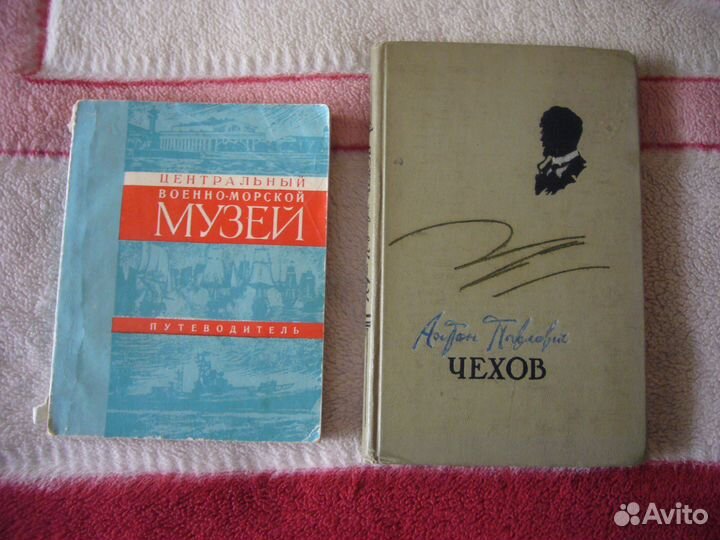 ЦЕНТРАЛЬНЫЙ
ВОЕННО-МОРСКОЙ
МУЗЕЙ
ПУТЕВОДИТЕЛЬ
Антон Павлович
ЧЕХОВ
Avito